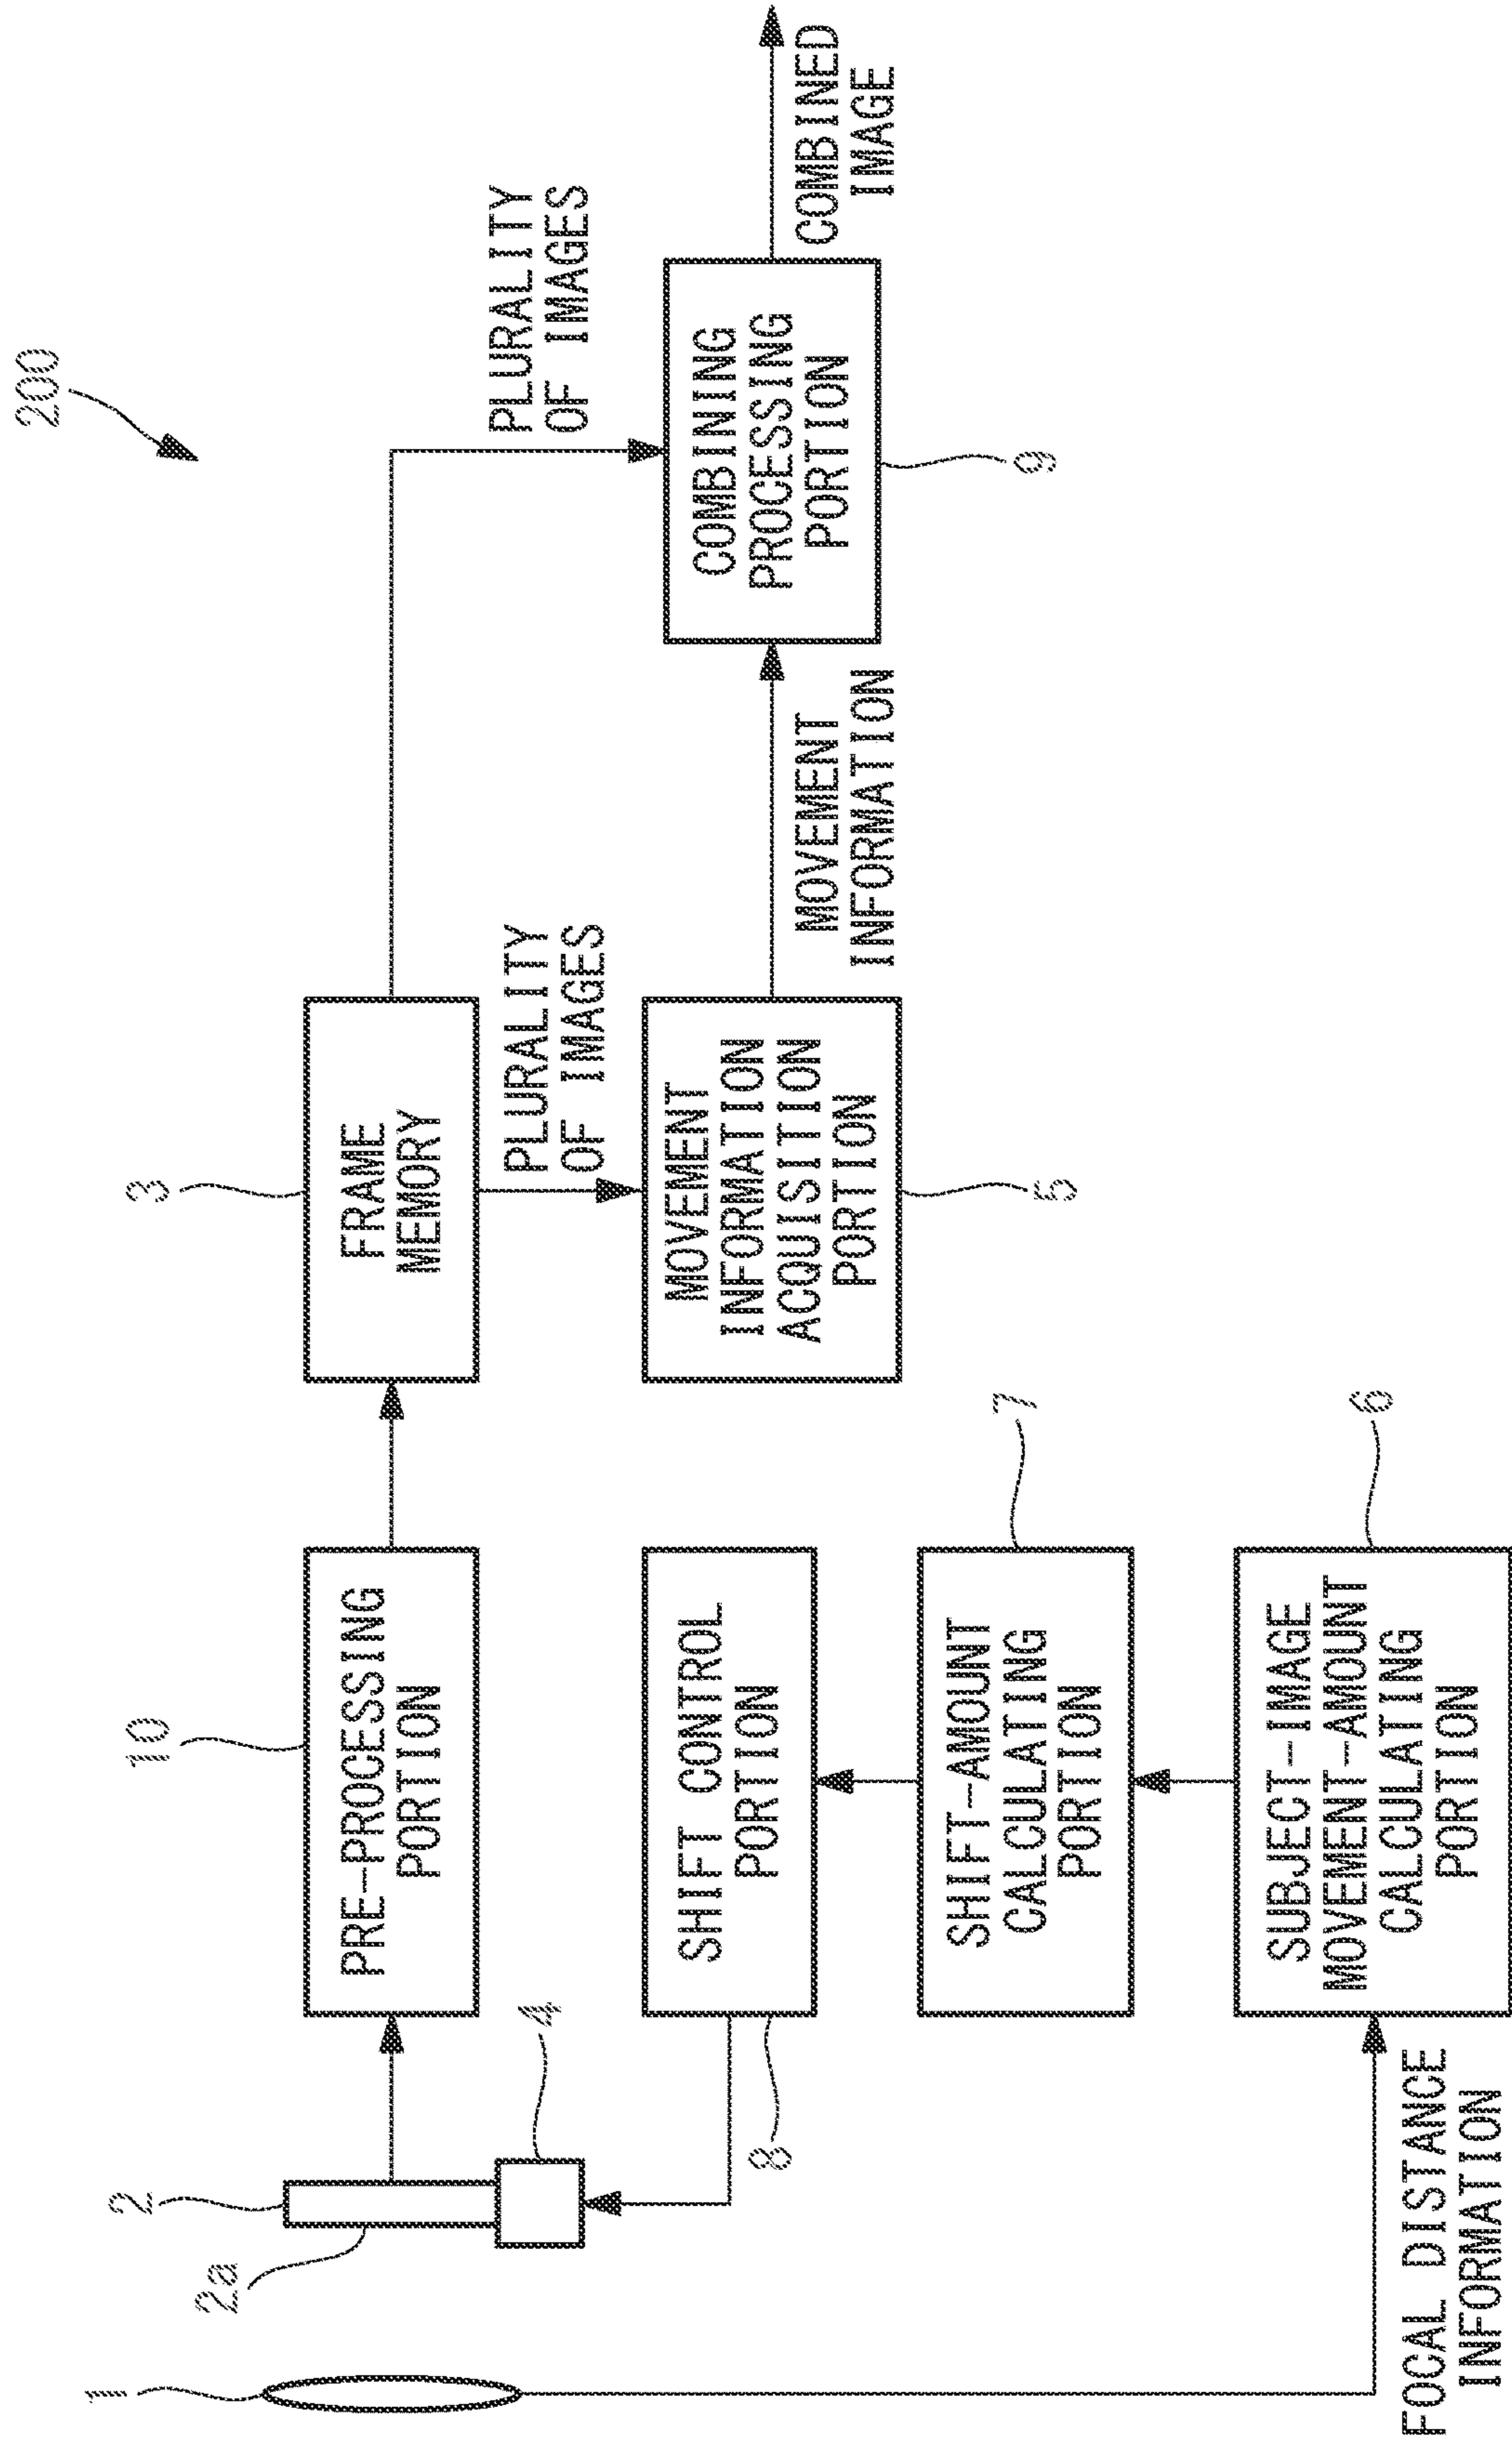 200
1
2
2a
4
10
PRE-PROCESSING
PORTION
3
FRAME
MEMORY
PLURALITY
OF IMAGES
PLURALITY
OF IMAGES
8
SHIFT CONTROL
PORTION
MOVEMENT
INFORMATION
ACQUISITION
PORTION
5
MOVEMENT
INFORMATION
COMBINING
PROCESSING
PORTION
9
COMBINED
IMAGE
7
SHIFT-AMOUNT
CALCULATING
PORTION
6
SUBJECT-IMAGE
MOVEMENT-AMOUNT
CALCULATING
PORTION
FOCAL DISTANCE
INFORMATION